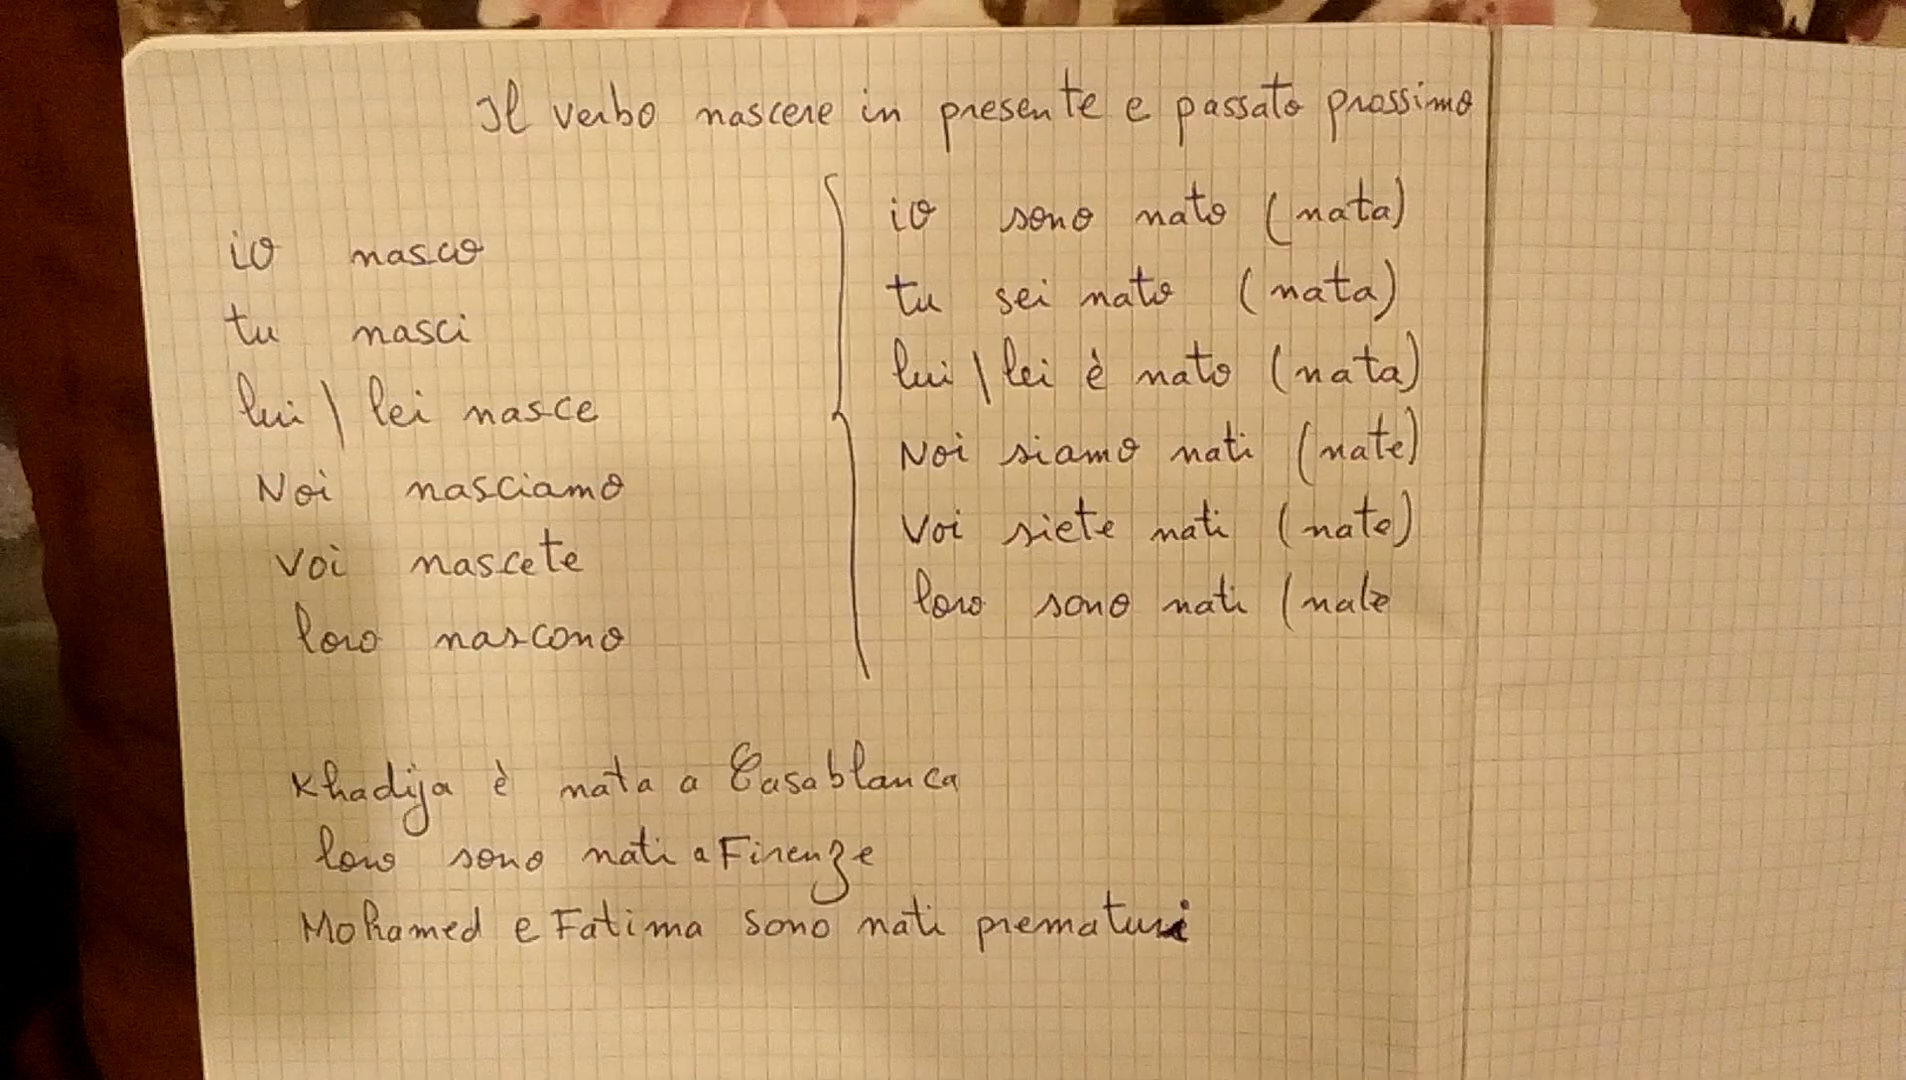 Il verbo nascere in presente e passato prossimo
io nasco
tu nasci
lui \ lei nasce
Noi nasciamo
Voi nascete
loro nascono
io sono nato (nata)
tu sei nato (nata)
lui \ lei è nato (nata)
Noi siamo nati (nate)
Voi siete nati (nate)
loro sono nati (nate
Khadija è nata a Casablanca
loro sono nati a Firenze
Mohamed e Fatima sono nati prematuri